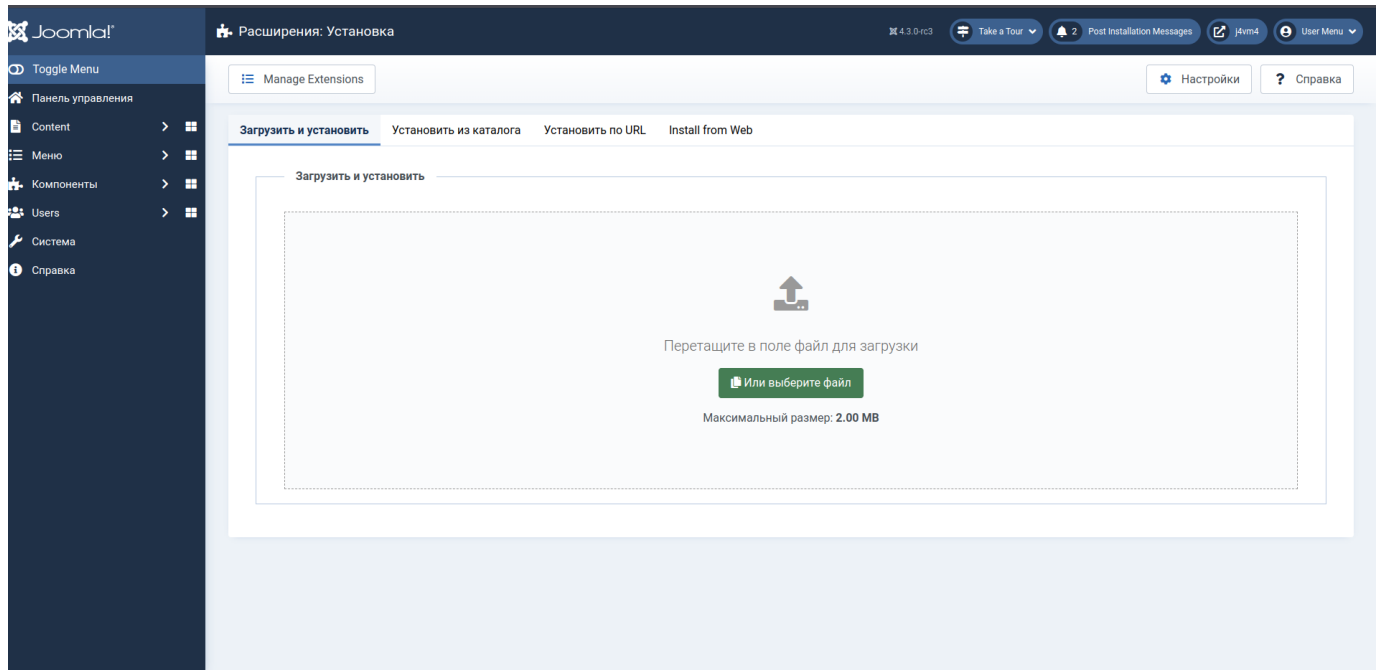 Joomla!®
Расширения: Установка
4.3.0-rc3
Take a Tour
2 Post Installation Messages
j4vm4
User Menu
Toggle Menu
Панель управления
Content
Меню
Компоненты
Users
Система
Справка
Manage Extensions
Настройки
? Справка
Загрузить и установить
Установить из каталога
Установить по URL
Install from Web
Загрузить и установить
Перетащите в поле файл для загрузки
Или выберите файл
Максимальный размер: 2.00 MB